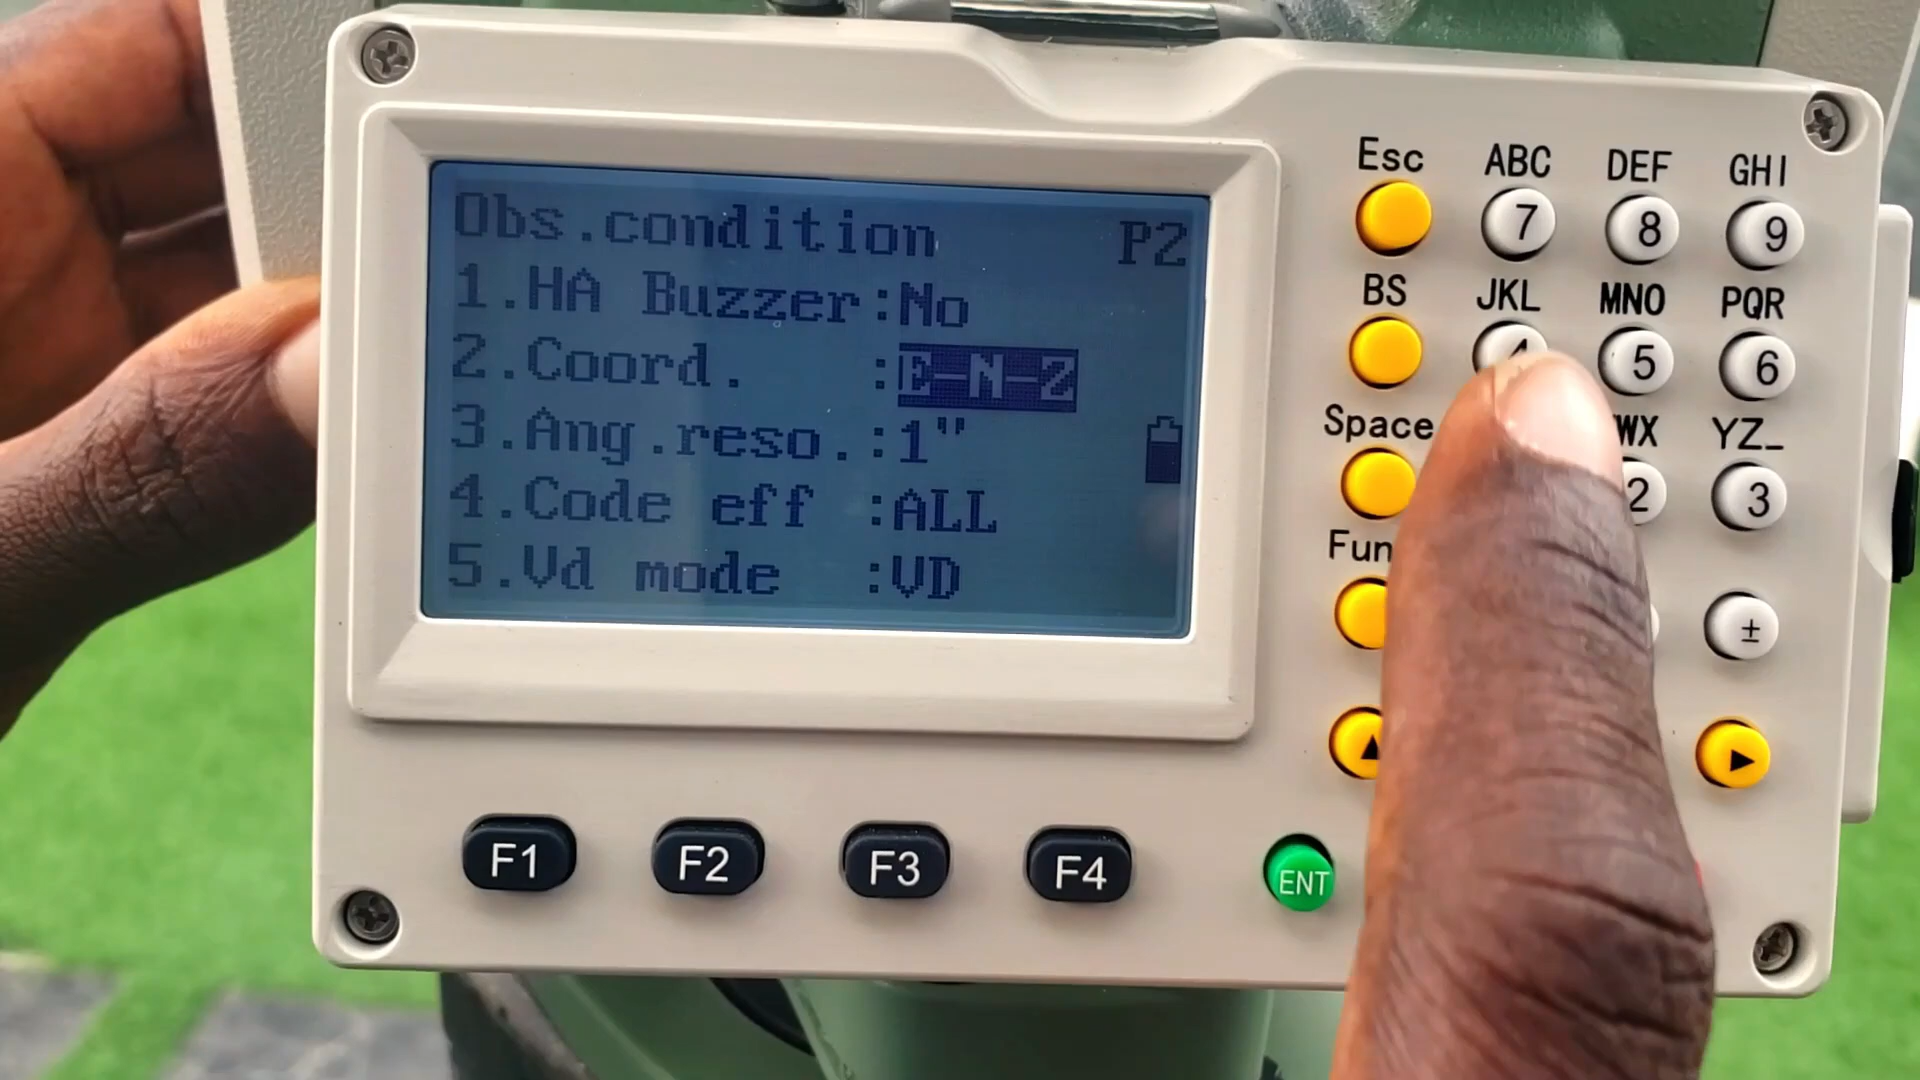 Obs.condition P2
1.HA Buzzer:No
2.Coord. :E-N-Z
3.Ang.reso.:1"
4.Code eff :ALL
5.Vd mode :VD
Esc ABC DEF GHI
7 8 9
BS JKL MNO PQR
4 5 6
Space WX YZ_
2 3
Fun
±
▲ ▶
F1 F2 F3 F4 ENT